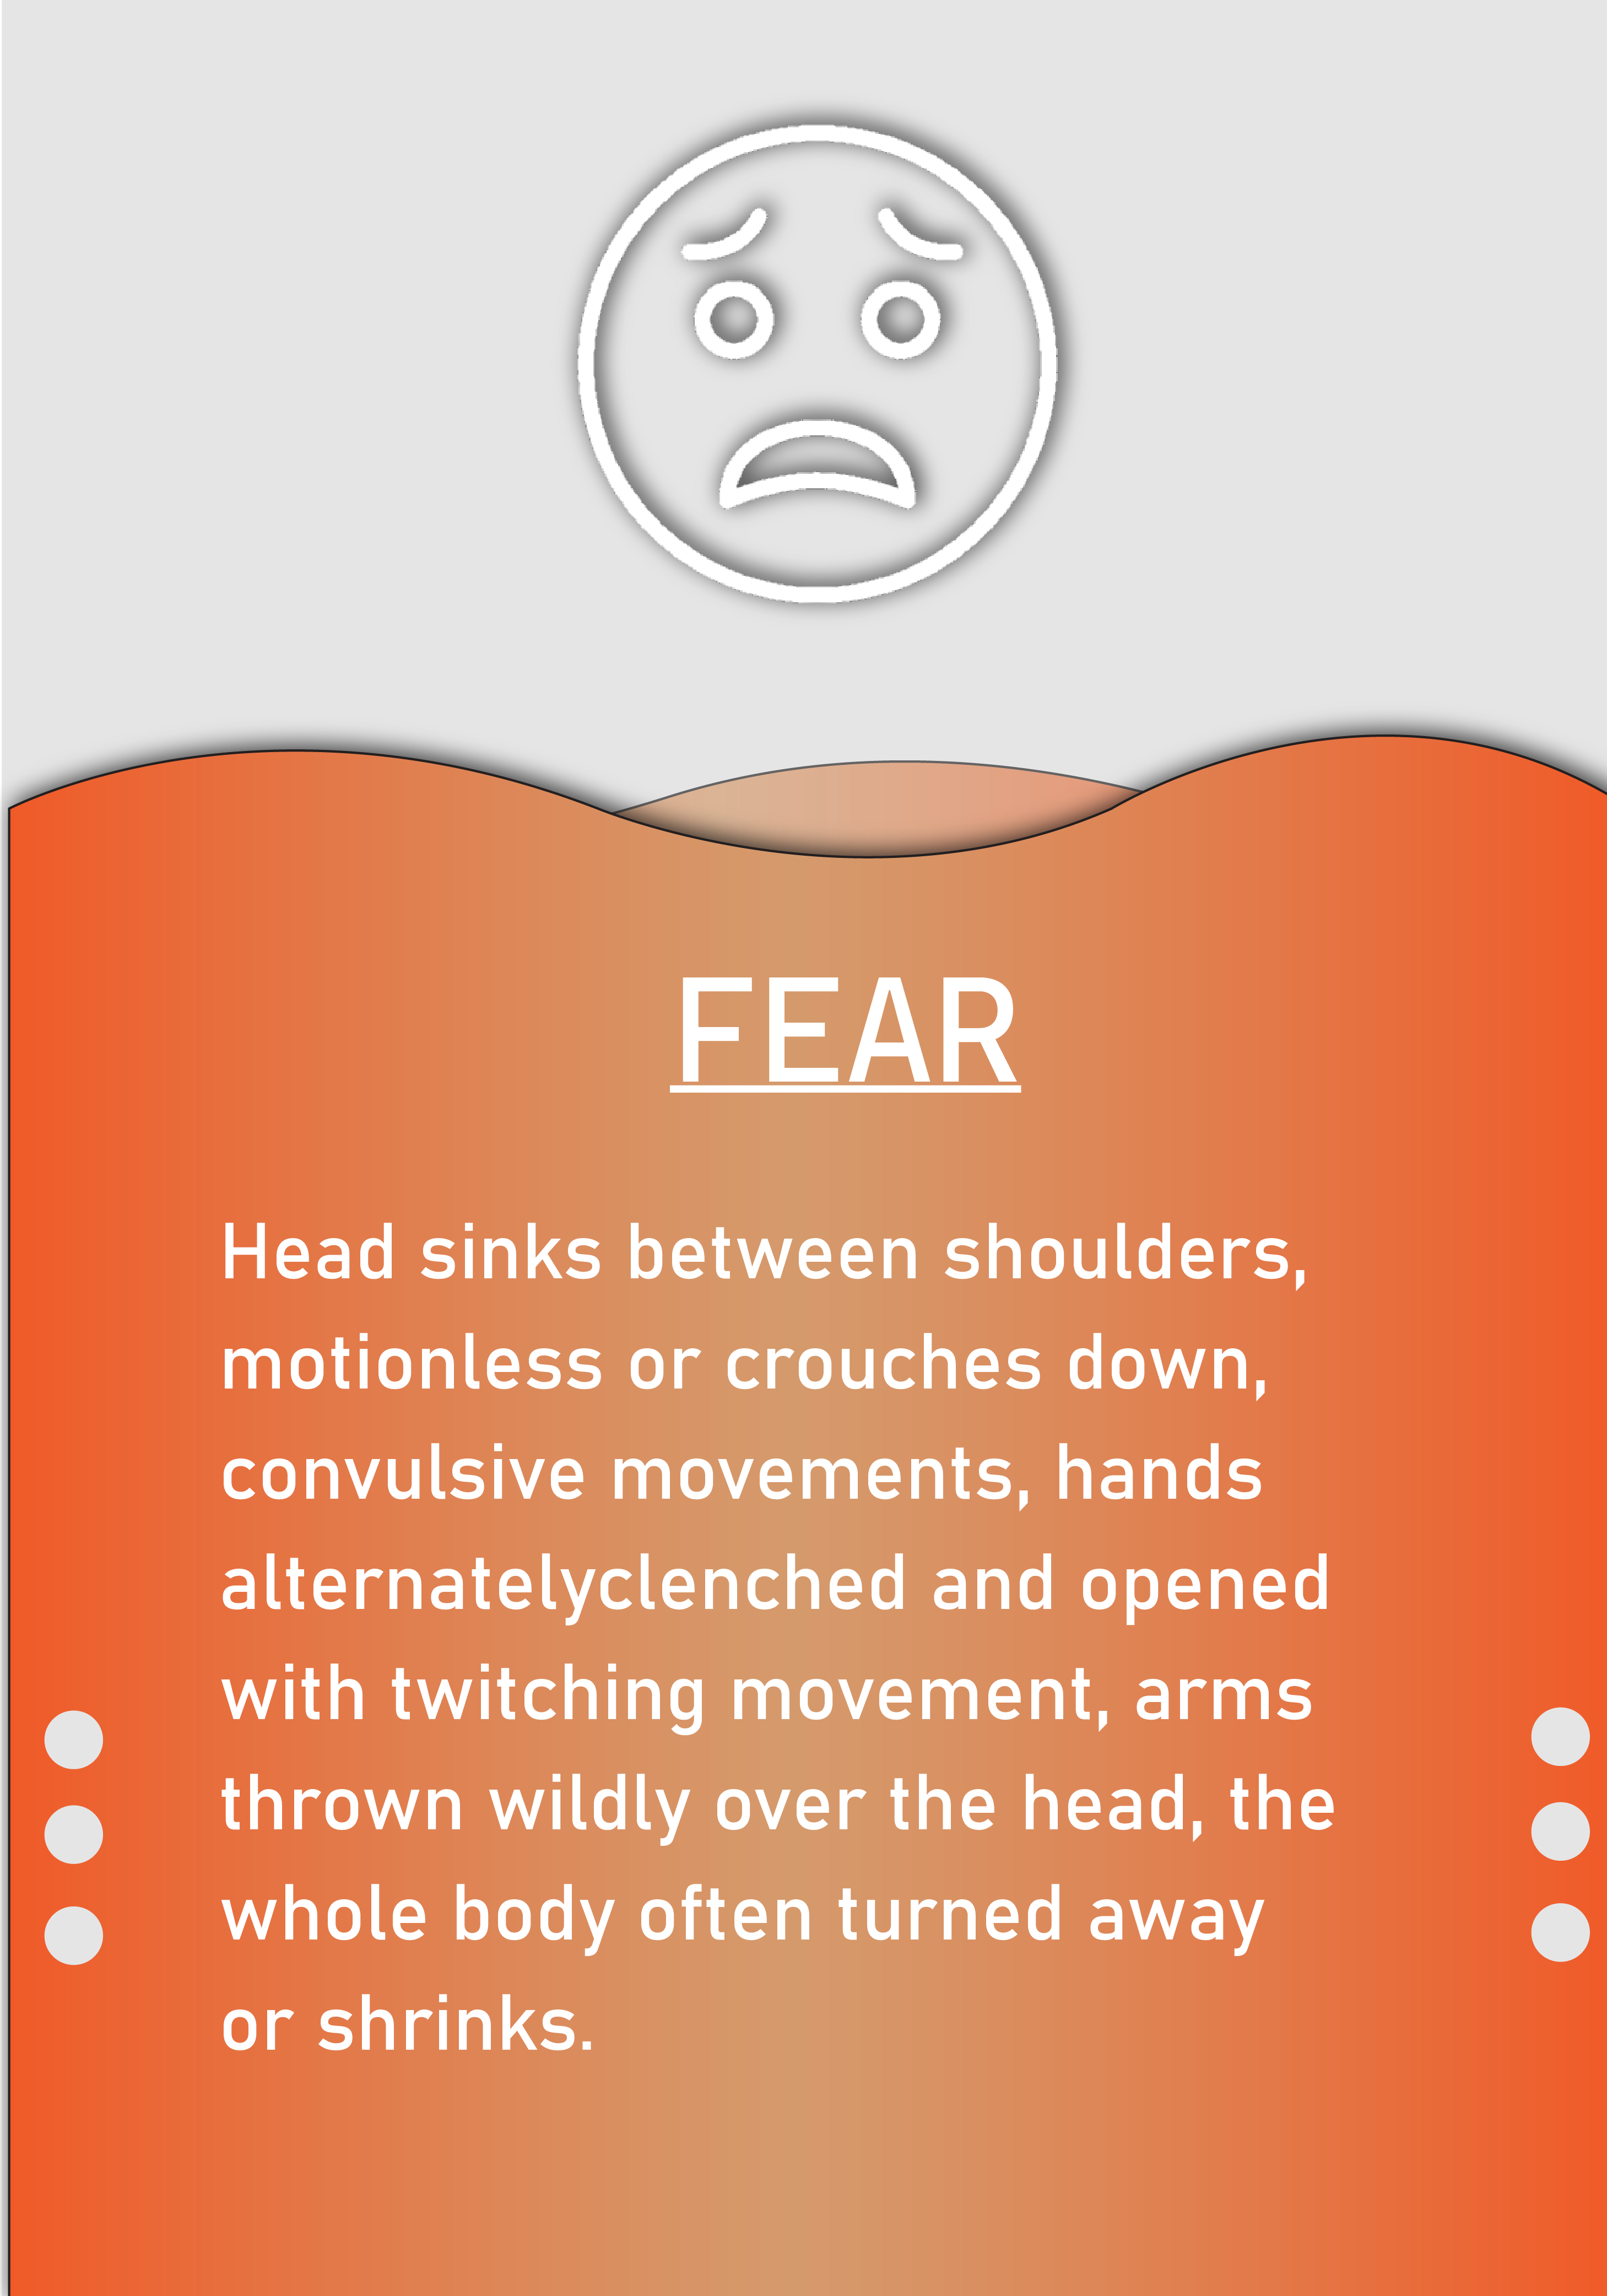 FEAR
Head sinks between shoulders,
motionless or crouches down,
convulsive movements, hands
alternatelyclenched and opened
with twitching movement, arms
thrown wildly over the head, the
whole body often turned away
or shrinks.